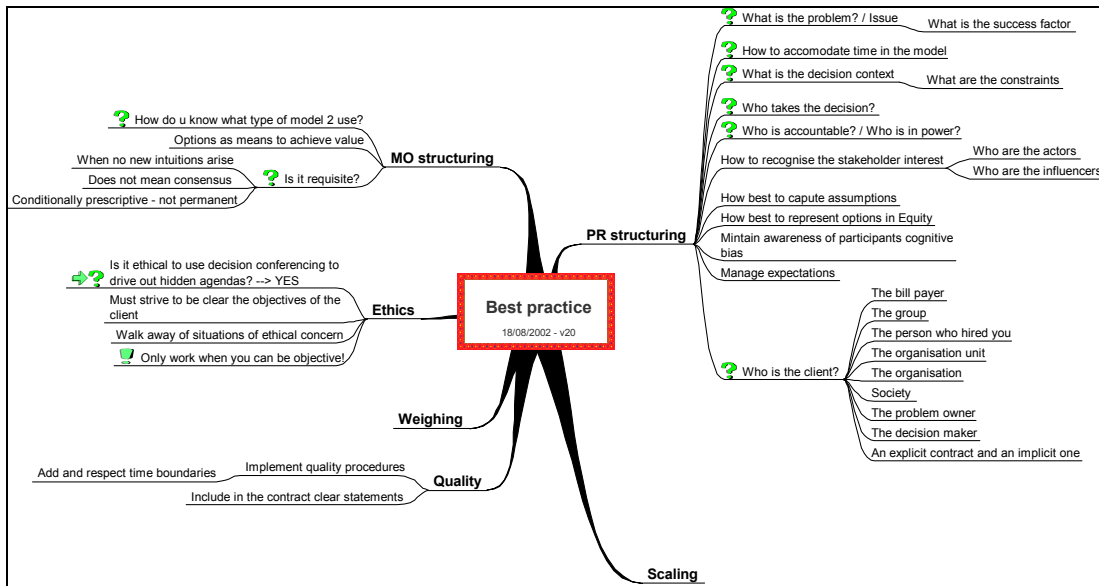 Best practice
18/08/2002 - v20
PR structuring
What is the problem? / Issue
What is the success factor
How to accomodate time in the model
What is the decision context
What are the constraints
Who takes the decision?
Who is accountable? / Who is in power?
How to recognise the stakeholder interest
Who are the actors
Who are the influencers
How best to capute assumptions
How best to represent options in Equity
Mintain awareness of participants cognitive
bias
Manage expectations
Who is the client?
The bill payer
The group
The person who hired you
The organisation unit
The organisation
Society
The problem owner
The decision maker
An explicit contract and an implicit one
Scaling
MO structuring
How do u know what type of model 2 use?
Options as means to achieve value
Is it requisite?
When no new intuitions arise
Does not mean consensus
Conditionally prescriptive - not permanent
Ethics
Is it ethical to use decision conferencing to
drive out hidden agendas? --> YES
Must strive to be clear the objectives of the
client
Walk away of situations of ethical concern
Only work when you can be objective!
Weighing
Quality
Implement quality procedures
Add and respect time boundaries
Include in the contract clear statements